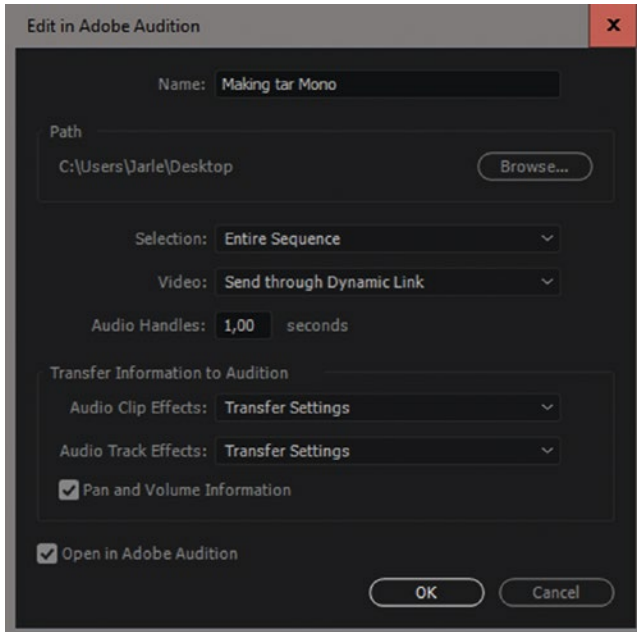 Edit in Adobe Audition
x
Name: Making tar Mono
Path
C:\Users\Jarle\Desktop Browse...
Selection: Entire Sequence
Video: Send through Dynamic Link
Audio Handles: 1,00 seconds
Transfer Information to Audition
Audio Clip Effects: Transfer Settings
Audio Track Effects: Transfer Settings
Pan and Volume Information
Open in Adobe Audition
OK Cancel